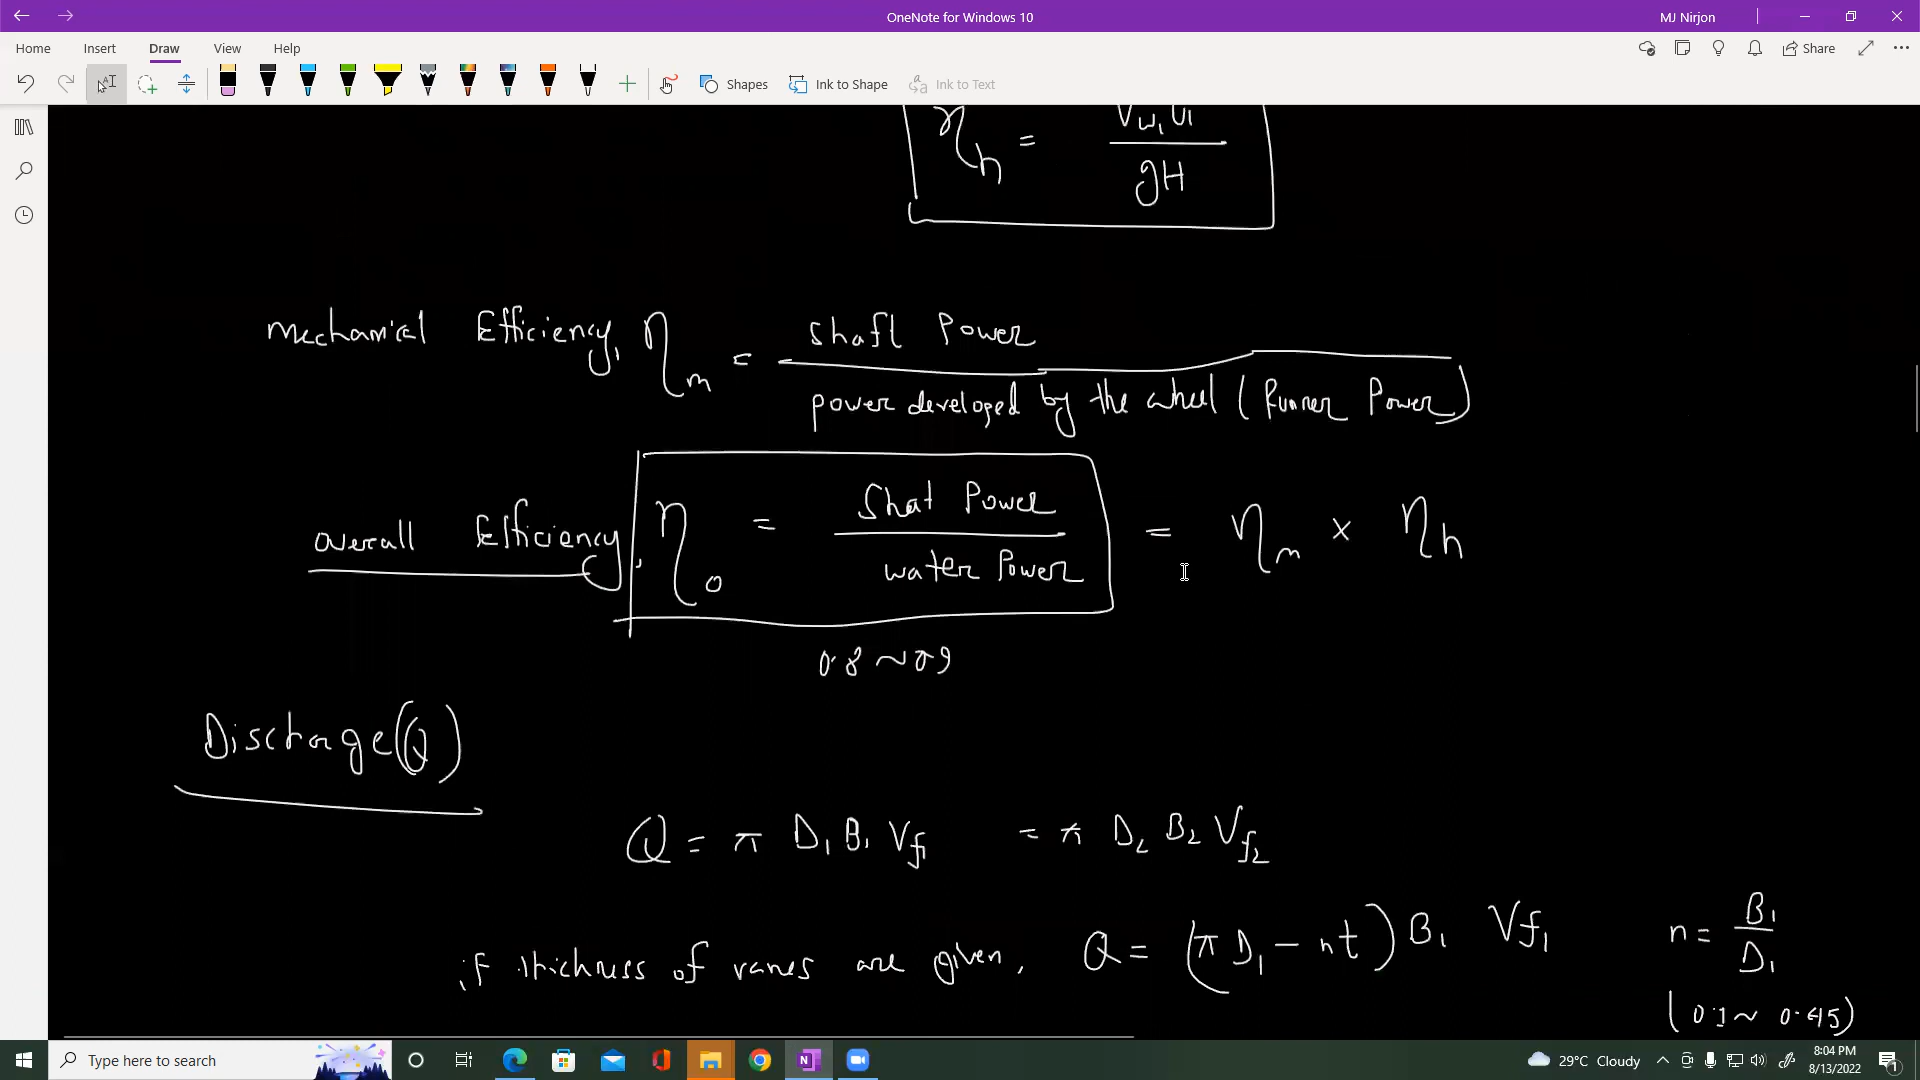 OneNote for Windows 10
MJ Nirjon
Home Insert Draw View Help
Share
Shapes Ink to Shape Ink to Text
ηh = Vw1 U1 / gH
Mechanical Efficiency, ηm = Shaft Power / power developed by the wheel (Runner Power)
overall Efficiency, ηo = Shat Power / water Power = ηm × ηh
0.8 ~ 0.9
Discharge (Q)
Q = π D1 B1 Vf1 = π D2 B2 Vf2
if thickness of vanes are given, Q = (π D1 - nt) B1 Vf1 n = B1 / D1
(0.1 ~ 0.45)
Type here to search
29°C Cloudy
8:04 PM
8/13/2022